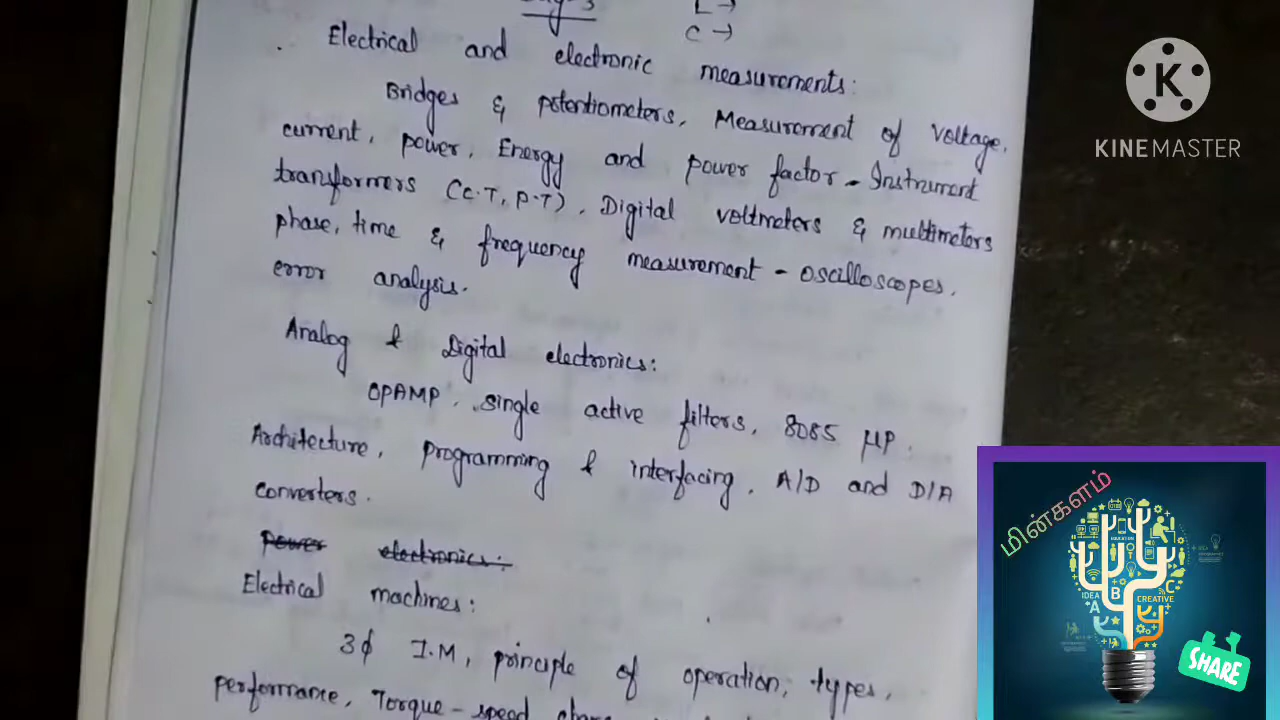 L →
C →
Electrical and electronic measurements:
Bridges & potentiometers, Measurement of voltage,
current, power, Energy and power factor - Instrument
transformers (C.T, P.T), Digital voltmeters & multimeters
phase, time & frequency measurement - oscilloscopes,
error analysis.
Analog & Digital electronics:
OPAMP, single active filters, 8085 μP.
Architecture, programming & interfacing, A/D and D/A
converters.
Power electronics:
Electrical machines:
3ϕ I.M, principle of operation, types,
performance, Torque - speed
K
KINEMASTER
மின்களம்
IDEA
A
B
C
CREATIVE
SHARE